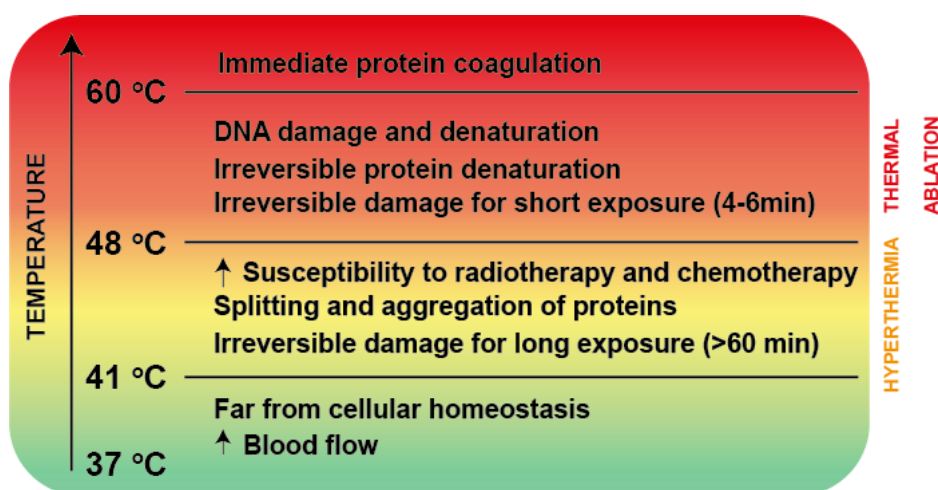 Immediate protein coagulation
60 °C
DNA damage and denaturation
Irreversible protein denaturation
Irreversible damage for short exposure (4-6min)
48 °C
↑ Susceptibility to radiotherapy and chemotherapy
Splitting and aggregation of proteins
Irreversible damage for long exposure (>60 min)
41 °C
Far from cellular homeostasis
↑ Blood flow
37 °C
TEMPERATURE
THERMAL
ABLATION
HYPERTHERMIA